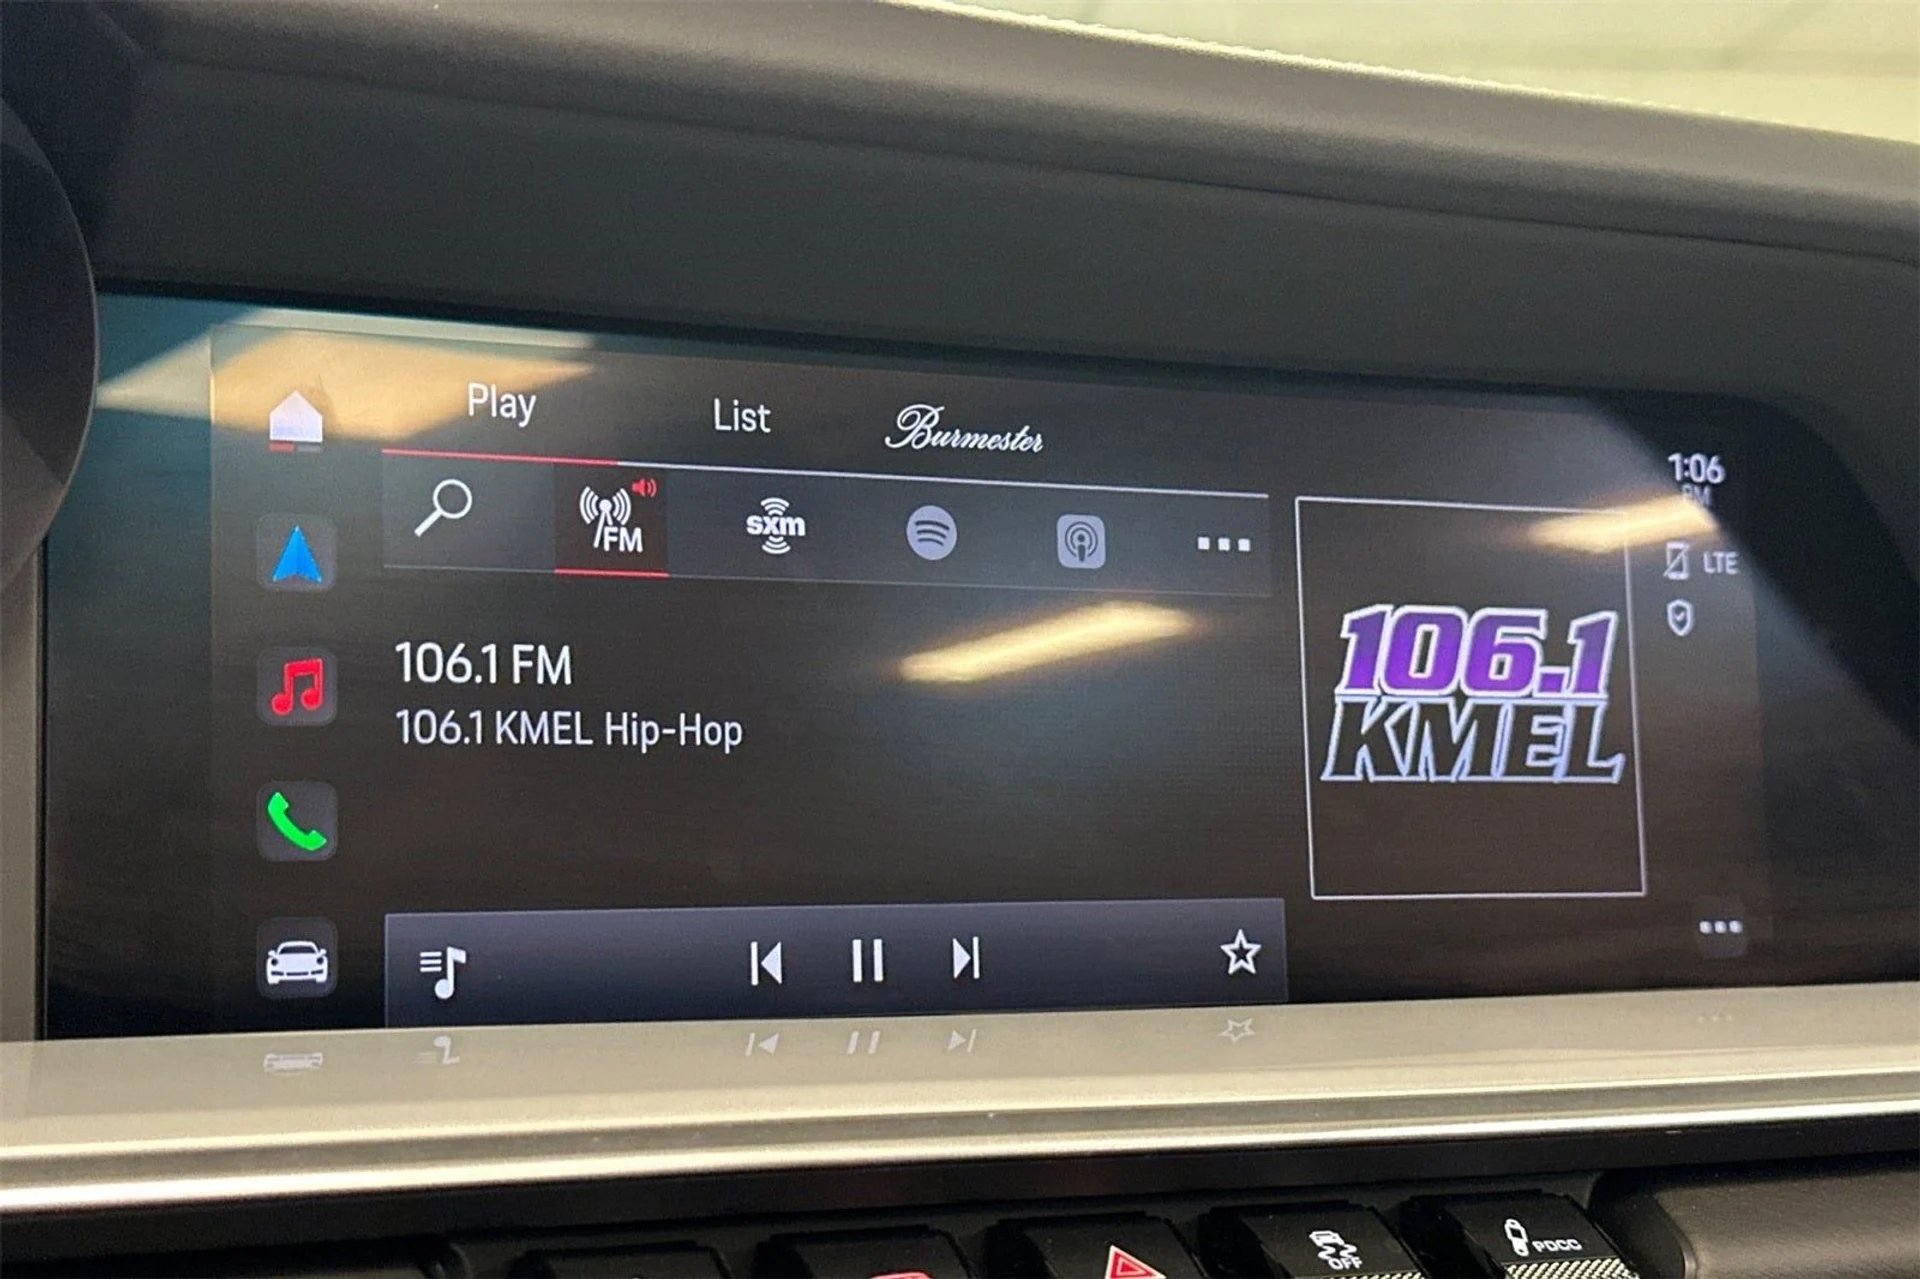 Play
List
Burmester
1:06
PM
FM
sxm
LTE
106.1 FM
106.1 KMEL Hip-Hop
106.1
KMEL
OFF
PDCC